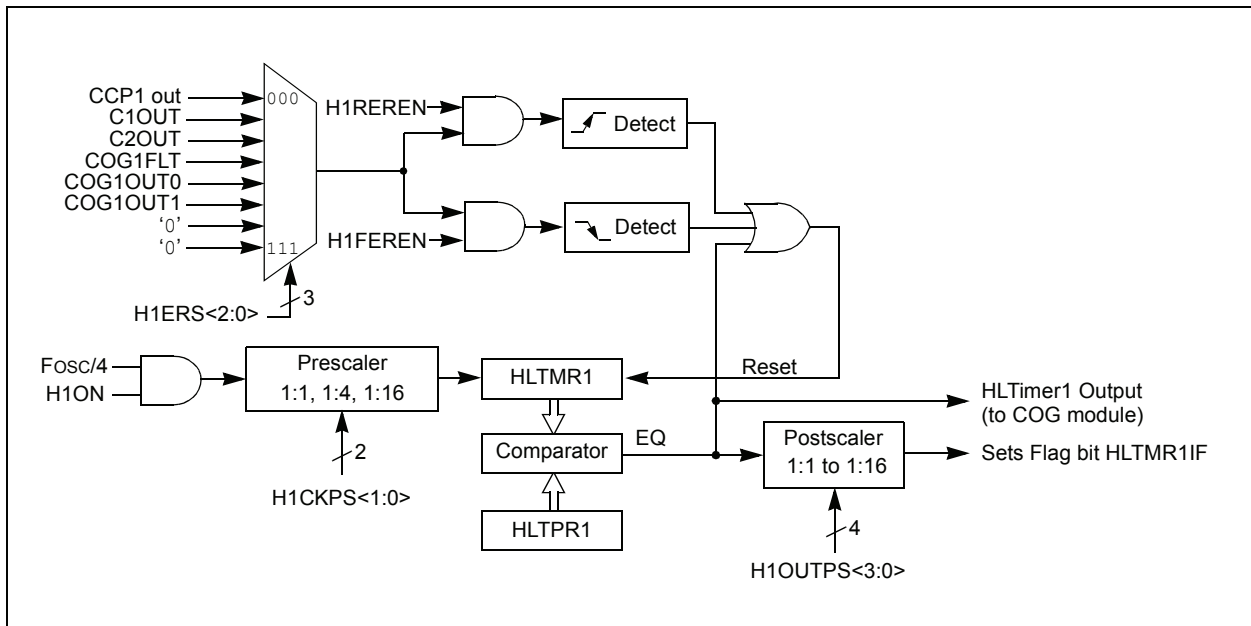 CCP1 out
C1OUT
C2OUT
COG1FLT
COG1OUT0
COG1OUT1
‘0’
‘0’
000
111
H1ERS<2:0>
3
H1REREN
Detect
H1FEREN
Detect
FOSC/4
H1ON
Prescaler
1:1, 1:4, 1:16
2
H1CKPS<1:0>
HLTMR1
Reset
Comparator
EQ
HLTPR1
Postscaler
1:1 to 1:16
4
H1OUTPS<3:0>
HLTimer1 Output
(to COG module)
Sets Flag bit HLTMR1IF